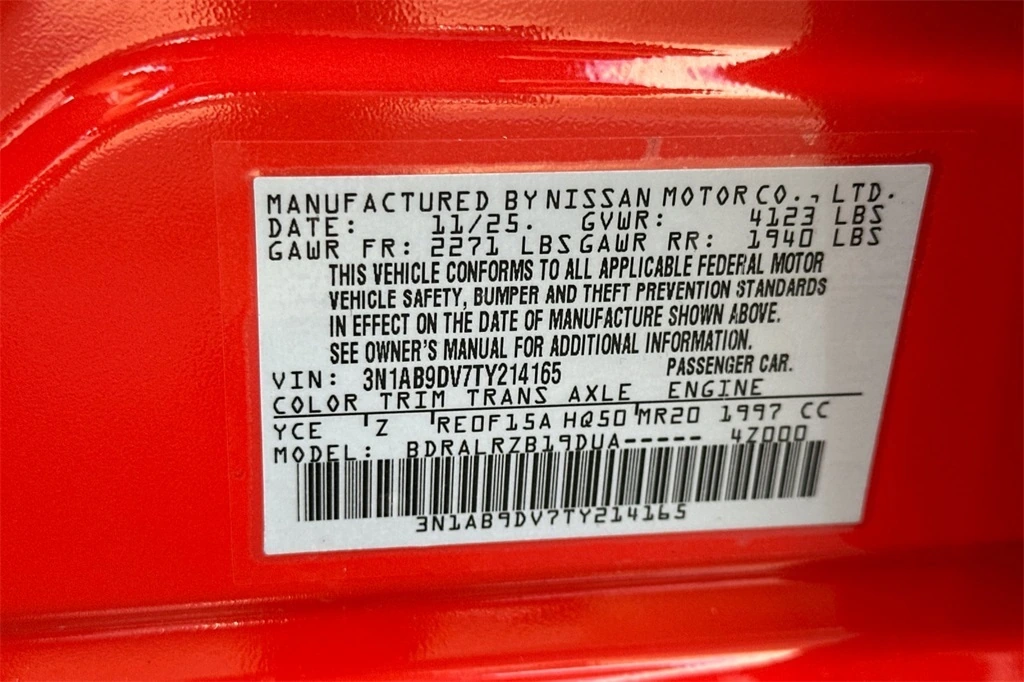 MANUFACTURED BY NISSAN MOTOR CO., LTD.
DATE: 11/25. GVWR: 4123 LBS
GAWR FR: 2271 LBS GAWR RR: 1940 LBS
THIS VEHICLE CONFORMS TO ALL APPLICABLE FEDERAL MOTOR
VEHICLE SAFETY, BUMPER AND THEFT PREVENTION STANDARDS
IN EFFECT ON THE DATE OF MANUFACTURE SHOWN ABOVE.
SEE OWNER'S MANUAL FOR ADDITIONAL INFORMATION.
VIN: 3N1AB9DV7TY214165 PASSENGER CAR.
COLOR TRIM TRANS AXLE ENGINE
YCE Z RE0F15A HQ50 MR20 1997 CC
MODEL: BDRALRZB19DUA----- 4Z000
3N1AB9DV7TY214165